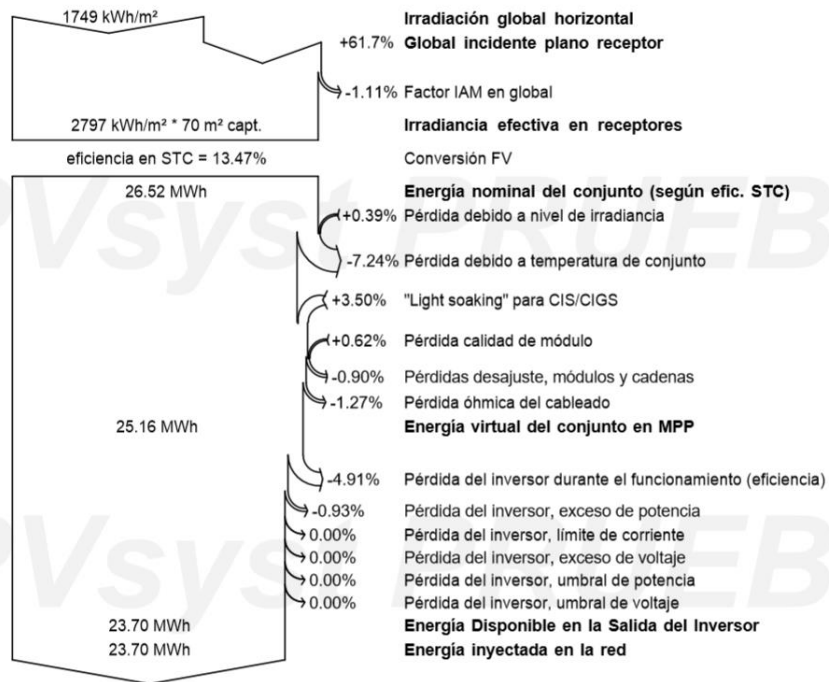 1749 kWh/m² Irradiación global horizontal
+61.7% Global incidente plano receptor
-1.11% Factor IAM en global
2797 kWh/m² * 70 m² capt. Irradiancia efectiva en receptores
eficiencia en STC = 13.47% Conversión FV
26.52 MWh Energía nominal del conjunto (según efic. STC)
+0.39% Pérdida debido a nivel de irradiancia
-7.24% Pérdida debido a temperatura de conjunto
+3.50% "Light soaking" para CIS/CIGS
+0.62% Pérdida calidad de módulo
-0.90% Pérdidas desajuste, módulos y cadenas
-1.27% Pérdida óhmica del cableado
25.16 MWh Energía virtual del conjunto en MPP
-4.91% Pérdida del inversor durante el funcionamiento (eficiencia)
-0.93% Pérdida del inversor, exceso de potencia
0.00% Pérdida del inversor, límite de corriente
0.00% Pérdida del inversor, exceso de voltaje
0.00% Pérdida del inversor, umbral de potencia
0.00% Pérdida del inversor, umbral de voltaje
23.70 MWh Energía Disponible en la Salida del Inversor
23.70 MWh Energía inyectada en la red
PVsyst PRUEB
PVsyst PRUEB